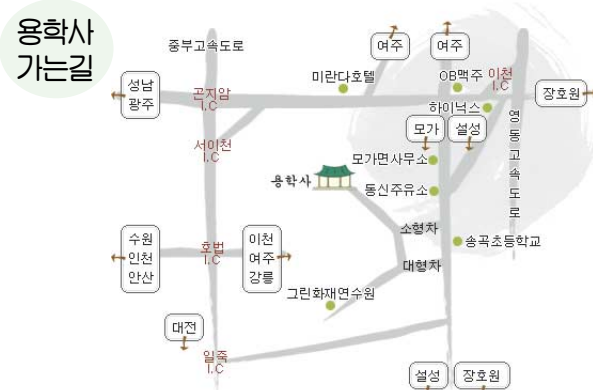 용학사
가는길
중부고속도로
여주
여주
미란다호텔
OB맥주
이천
I.C
성남
광주
곤지암
I.C
장호원
하이닉스
모가
설성
영동고속도로
서이천
I.C
모가면사무소
용학사
동신주유소
소형차
송곡초등학교
수원
인천
안산
호법
I.C
이천
여주
강릉
대형차
그린화재연수원
대전
일죽
I.C
설성
장호원